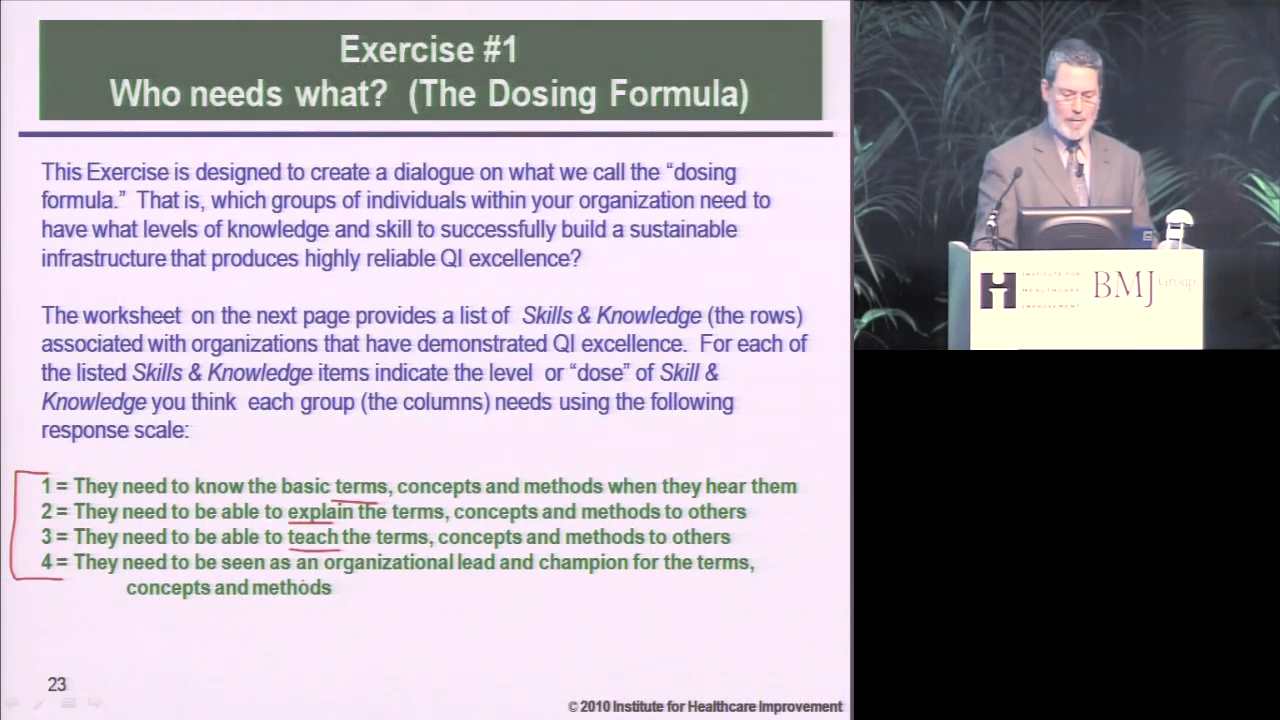 Exercise #1
Who needs what? (The Dosing Formula)
This Exercise is designed to create a dialogue on what we call the “dosing
formula.” That is, which groups of individuals within your organization need to
have what levels of knowledge and skill to successfully build a sustainable
infrastructure that produces highly reliable QI excellence?
The worksheet on the next page provides a list of Skills & Knowledge (the rows)
associated with organizations that have demonstrated QI excellence. For each of
the listed Skills & Knowledge items indicate the level or “dose” of Skill &
Knowledge you think each group (the columns) needs using the following
response scale:
1 = They need to know the basic terms, concepts and methods when they hear them
2 = They need to be able to explain the terms, concepts and methods to others
3 = They need to be able to teach the terms, concepts and methods to others
4 = They need to be seen as an organizational lead and champion for the terms,
concepts and methods
23
© 2010 Institute for Healthcare Improvement
INSTITUTE FOR
HEALTHCARE
IMPROVEMENT
BMJ Group